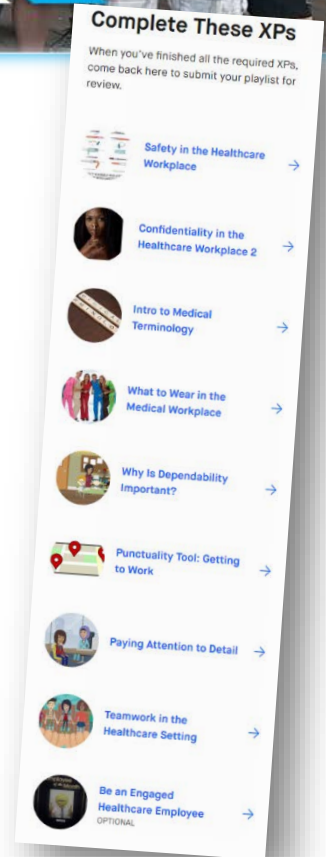 Complete These XPs
When you've finished all the required XPs,
come back here to submit your playlist for
review.
Safety in the Healthcare
Workplace
Confidentiality in the
Healthcare Workplace 2
Intro to Medical
Terminology
What to Wear in the
Medical Workplace
Why Is Dependability
Important?
Punctuality Tool: Getting
to Work
Paying Attention to Detail
Teamwork in the
Healthcare Setting
Be an Engaged
Healthcare Employee
OPTIONAL